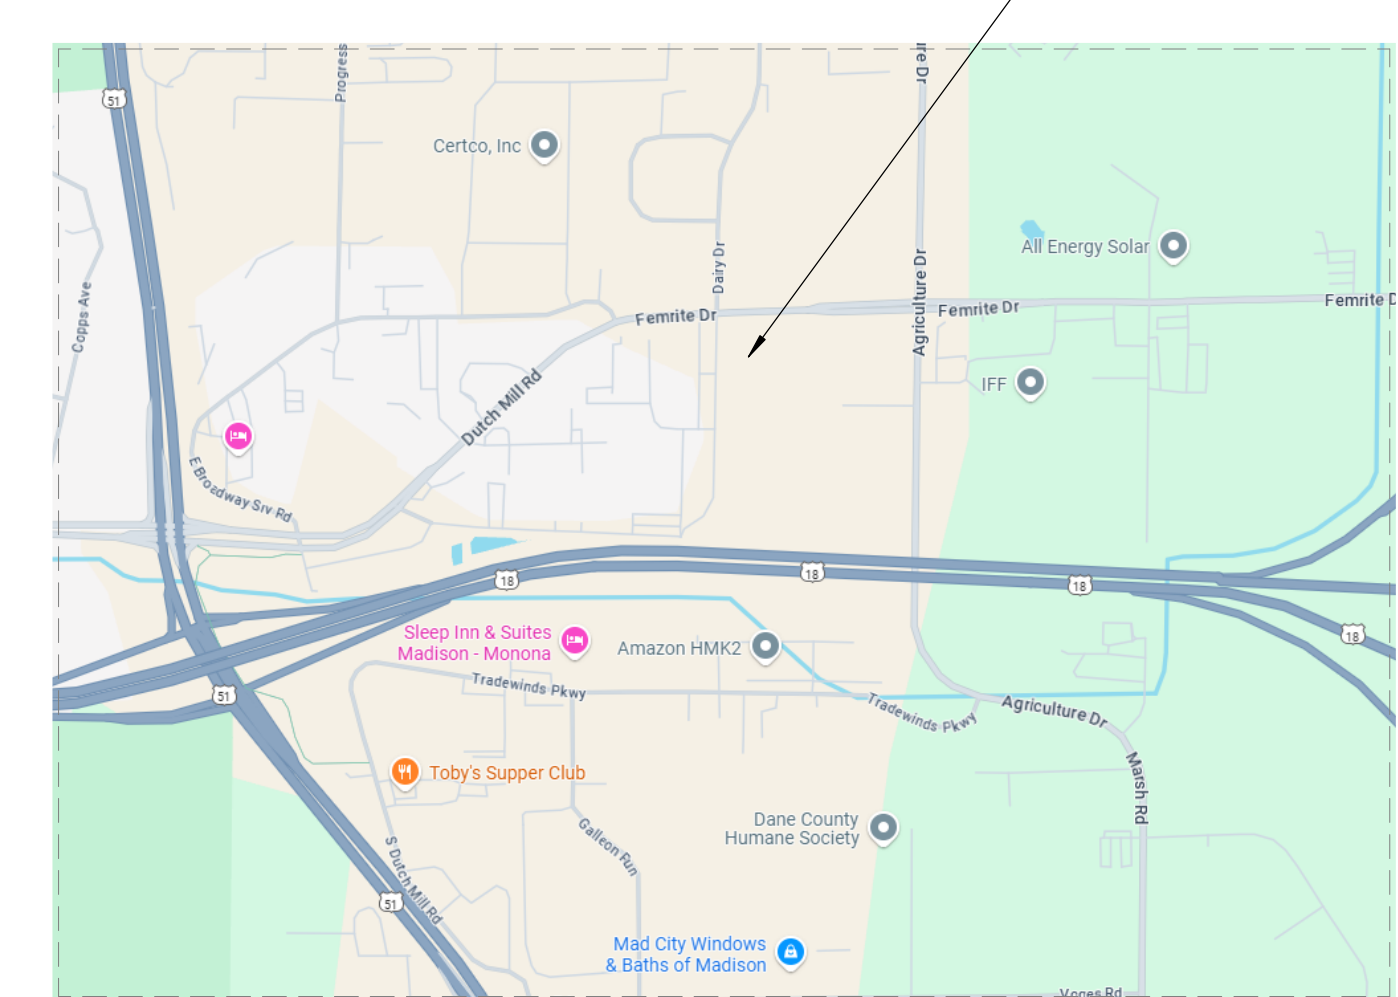 51
Progress
re Dr
Certco, Inc
All Energy Solar
Dairy Dr
Agriculture Dr
Copps Ave
Femrite Dr
Femrite Dr
Femrite D
IFF
Dutch Mill Rd
E Broadway Srv Rd
18
18
18
18
Sleep Inn & Suites
Madison - Monona
Amazon HMK2
51
Tradewinds Pkwy
Tradewinds Pkwy
Agriculture Dr
Marsh Rd
Toby's Supper Club
Dane County
Humane Society
Galleon Run
S Dutch Mill Rd
51
Mad City Windows
& Baths of Madison
Voges Rd